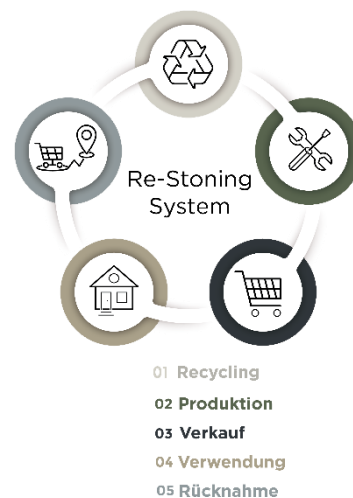 Re-Stoning
System
01 Recycling
02 Produktion
03 Verkauf
04 Verwendung
05 Rücknahme